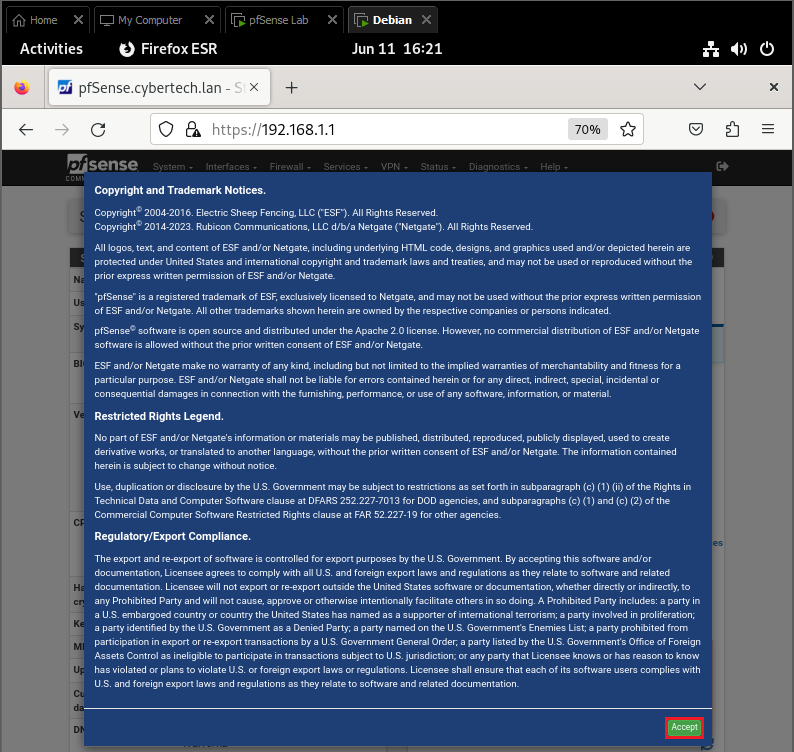 Home
My Computer
pfSense Lab
Debian
Activities
Firefox ESR
Jun 11 16:21
pfSense.cybertech.lan - S
https://192.168.1.1
70%
pfsense
COM
System
Interfaces
Firewall
Services
VPN
Status
Diagnostics
Help
Copyright and Trademark Notices.
Copyright© 2004-2016. Electric Sheep Fencing, LLC ("ESF"). All Rights Reserved.
Copyright© 2014-2023. Rubicon Communications, LLC d/b/a Netgate ("Netgate"). All Rights Reserved.
All logos, text, and content of ESF and/or Netgate, including underlying HTML code, designs, and graphics used and/or depicted herein are
protected under United States and international copyright and trademark laws and treaties, and may not be used or reproduced without the
prior express written permission of ESF and/or Netgate.
"pfSense" is a registered trademark of ESF, exclusively licensed to Netgate, and may not be used without the prior express written permission
of ESF and/or Netgate. All other trademarks shown herein are owned by the respective companies or persons indicated.
pfSense® software is open source and distributed under the Apache 2.0 license. However, no commercial distribution of ESF and/or Netgate
software is allowed without the prior written consent of ESF and/or Netgate.
ESF and/or Netgate make no warranty of any kind, including but not limited to the implied warranties of merchantability and fitness for a
particular purpose. ESF and/or Netgate shall not be liable for errors contained herein or for any direct, indirect, special, incidental or
consequential damages in connection with the furnishing, performance, or use of any software, information, or material.
Restricted Rights Legend.
No part of ESF and/or Netgate's information or materials may be published, distributed, reproduced, publicly displayed, used to create
derivative works, or translated to another language, without the prior written consent of ESF and/or Netgate. The information contained
herein is subject to change without notice.
Use, duplication or disclosure by the U.S. Government may be subject to restrictions as set forth in subparagraph (c) (1) (ii) of the Rights in
Technical Data and Computer Software clause at DFARS 252.227-7013 for DOD agencies, and subparagraphs (c) (1) and (c) (2) of the
Commercial Computer Software Restricted Rights clause at FAR 52.227-19 for other agencies.
Regulatory/Export Compliance.
The export and re-export of software is controlled for export purposes by the U.S. Government. By accepting this software and/or
documentation, Licensee agrees to comply with all U.S. and foreign export laws and regulations as they relate to software and related
documentation. Licensee will not export or re-export outside the United States software or documentation, whether directly or indirectly, to
any Prohibited Party and will not cause, approve or otherwise intentionally facilitate others in so doing. A Prohibited Party includes: a party in
a U.S. embargoed country or country the United States has named as a supporter of international terrorism; a party involved in proliferation;
a party identified by the U.S. Government as a Denied Party; a party named on the U.S. Government's Enemies List; a party prohibited from
participation in export or re-export transactions by a U.S. Government General Order; a party listed by the U.S. Government's Office of Foreign
Assets Control as ineligible to participate in transactions subject to U.S. jurisdiction; or any party that Licensee knows or has reason to know
has violated or plans to violate U.S. or foreign export laws or regulations. Licensee shall ensure that each of its software users complies with
U.S. and foreign export laws and regulations as they relate to software and related documentation.
Accept